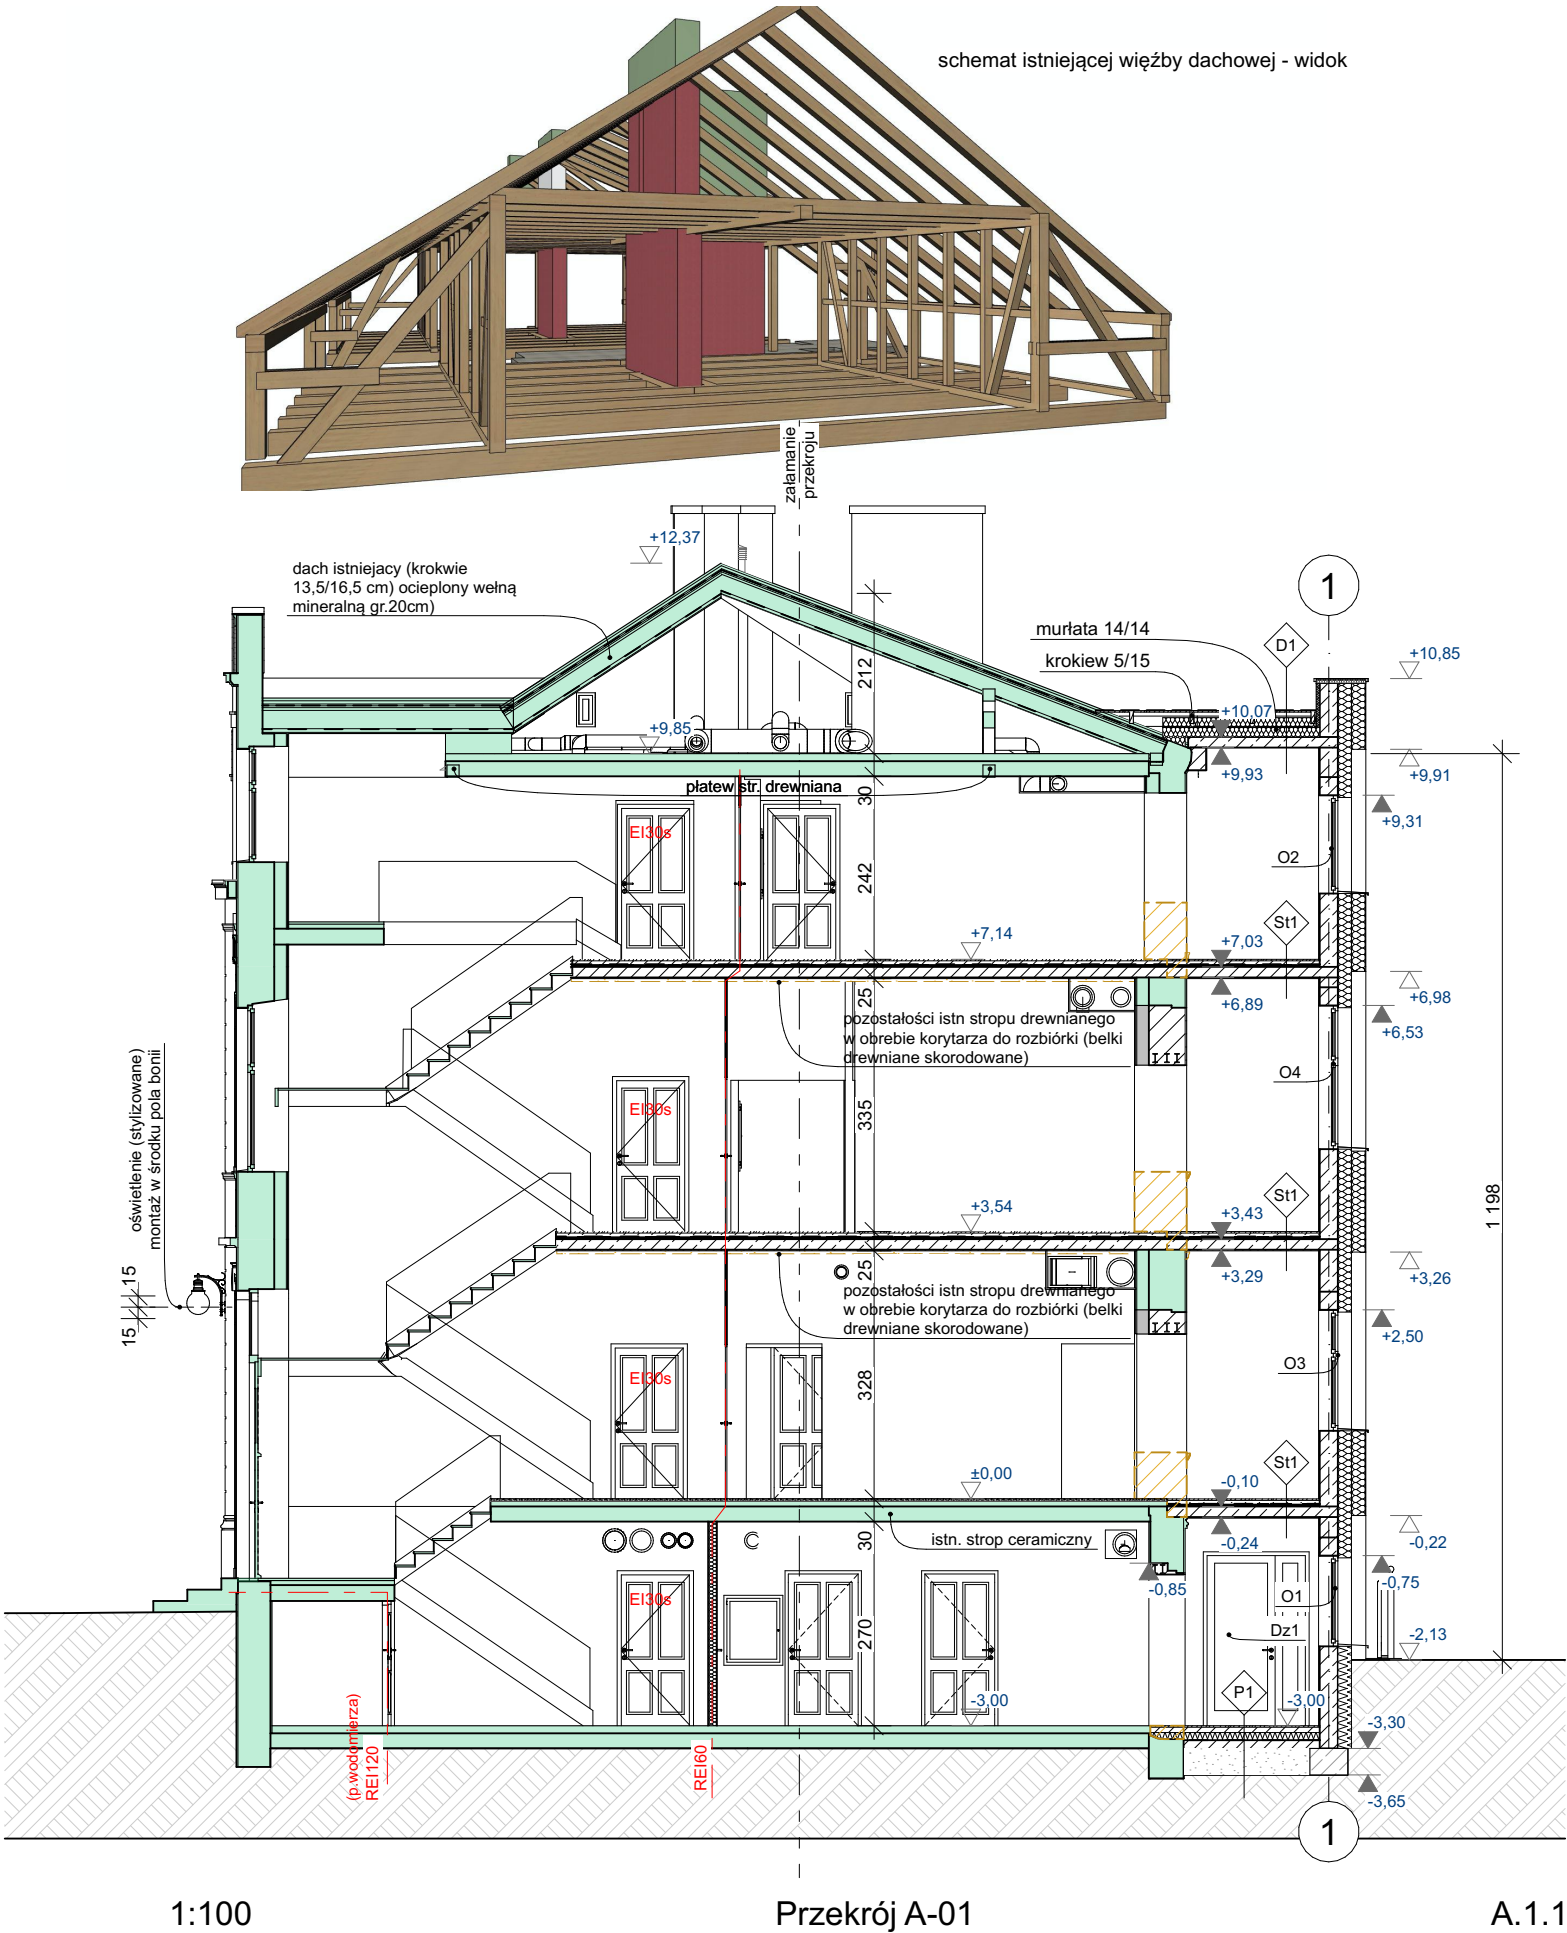 schemat istniejącej więźby dachowej - widok
załamanie
przekroju
+12,37
dach istniejacy (krokwie
13,5/16,5 cm) ocieplony wełną
mineralną gr.20cm)
1
murłata 14/14
krokiew 5/15
D1
+10,85
212
+10,07
+9,85
+9,93
+9,91
płatew str. drewniana
30
+9,31
EI30s
242
O2
St1
+7,14
+7,03
+6,98
+6,89
25
pozostałości istn stropu drewnianego
w obrebie korytarza do rozbiórki (belki
drewniane skorodowane)
+6,53
oświetlenie (stylizowane)
montaż w środku pola bonii
O4
EI30s
335
St1
1 198
+3,54
+3,43
+3,29
+3,26
15
15
25
pozostałości istn stropu drewnianego
w obrebie korytarza do rozbiórki (belki
drewniane skorodowane)
+2,50
O3
EI30s
328
St1
±0,00
-0,10
-0,24
-0,22
30
istn. strop ceramiczny
-0,85
-0,75
EI30s
O1
270
Dz1
-2,13
P1
-3,00
-3,00
-3,30
(p.wodomierza)
REI120
REI60
-3,65
1
1:100
Przekrój A-01
A.1.1